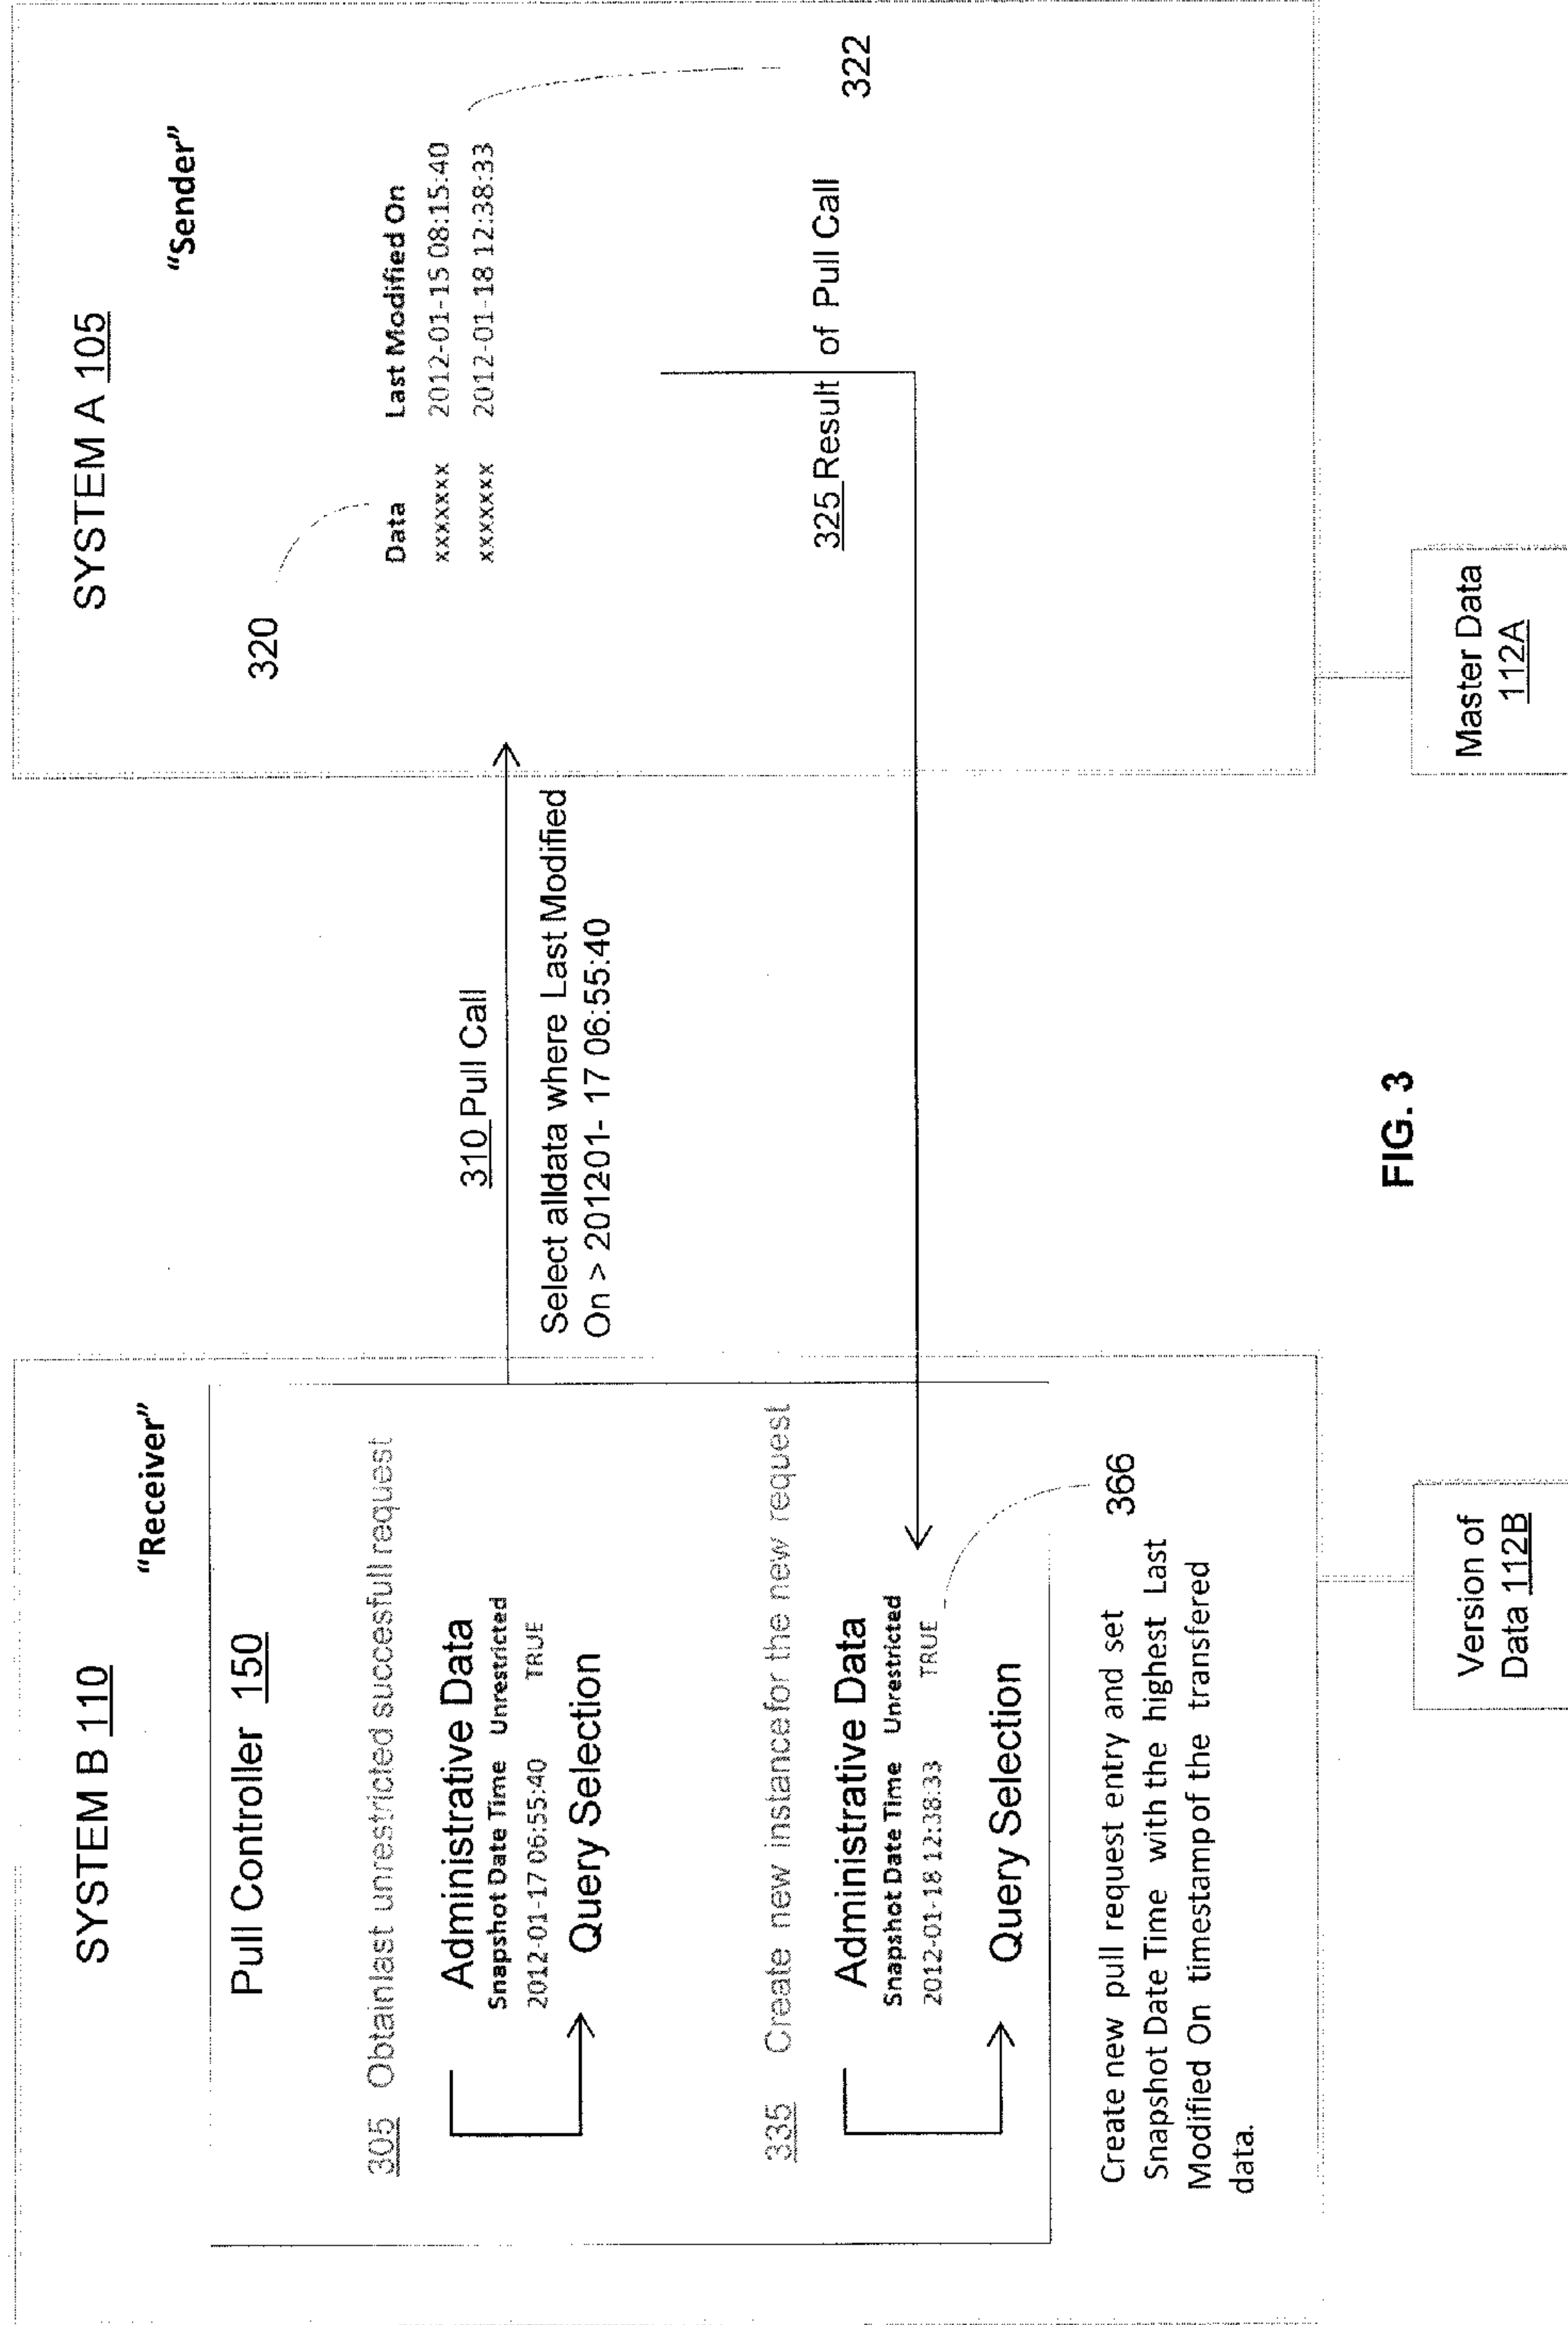 SYSTEM B 110
"Receiver"
Pull Controller 150
305 Obtain last unrestricted succesfull request
Administrative Data
Snapshot Date Time Unrestricted
2012-01-17 06:55:40 TRUE
Query Selection
335 Create new instancefor the new request
Administrative Data
Snapshot Date Time Unrestricted
2012-01-18 12:38:33 TRUE
Query Selection
366
Create new pull request entry and set
Snapshot Date Time with the highest Last
Modified On timestamp of the transfered
data.
Version of
Data 112B
310 Pull Call
Select alldata where Last Modified
On > 201201- 17 06:55:40
SYSTEM A 105
"Sender"
320
Data Last Modified On
xxxxxxx 2012-01-15 08:15:40
xxxxxxx 2012-01-18 12:38:33
322
325 Result of Pull Call
Master Data
112A
FIG. 3